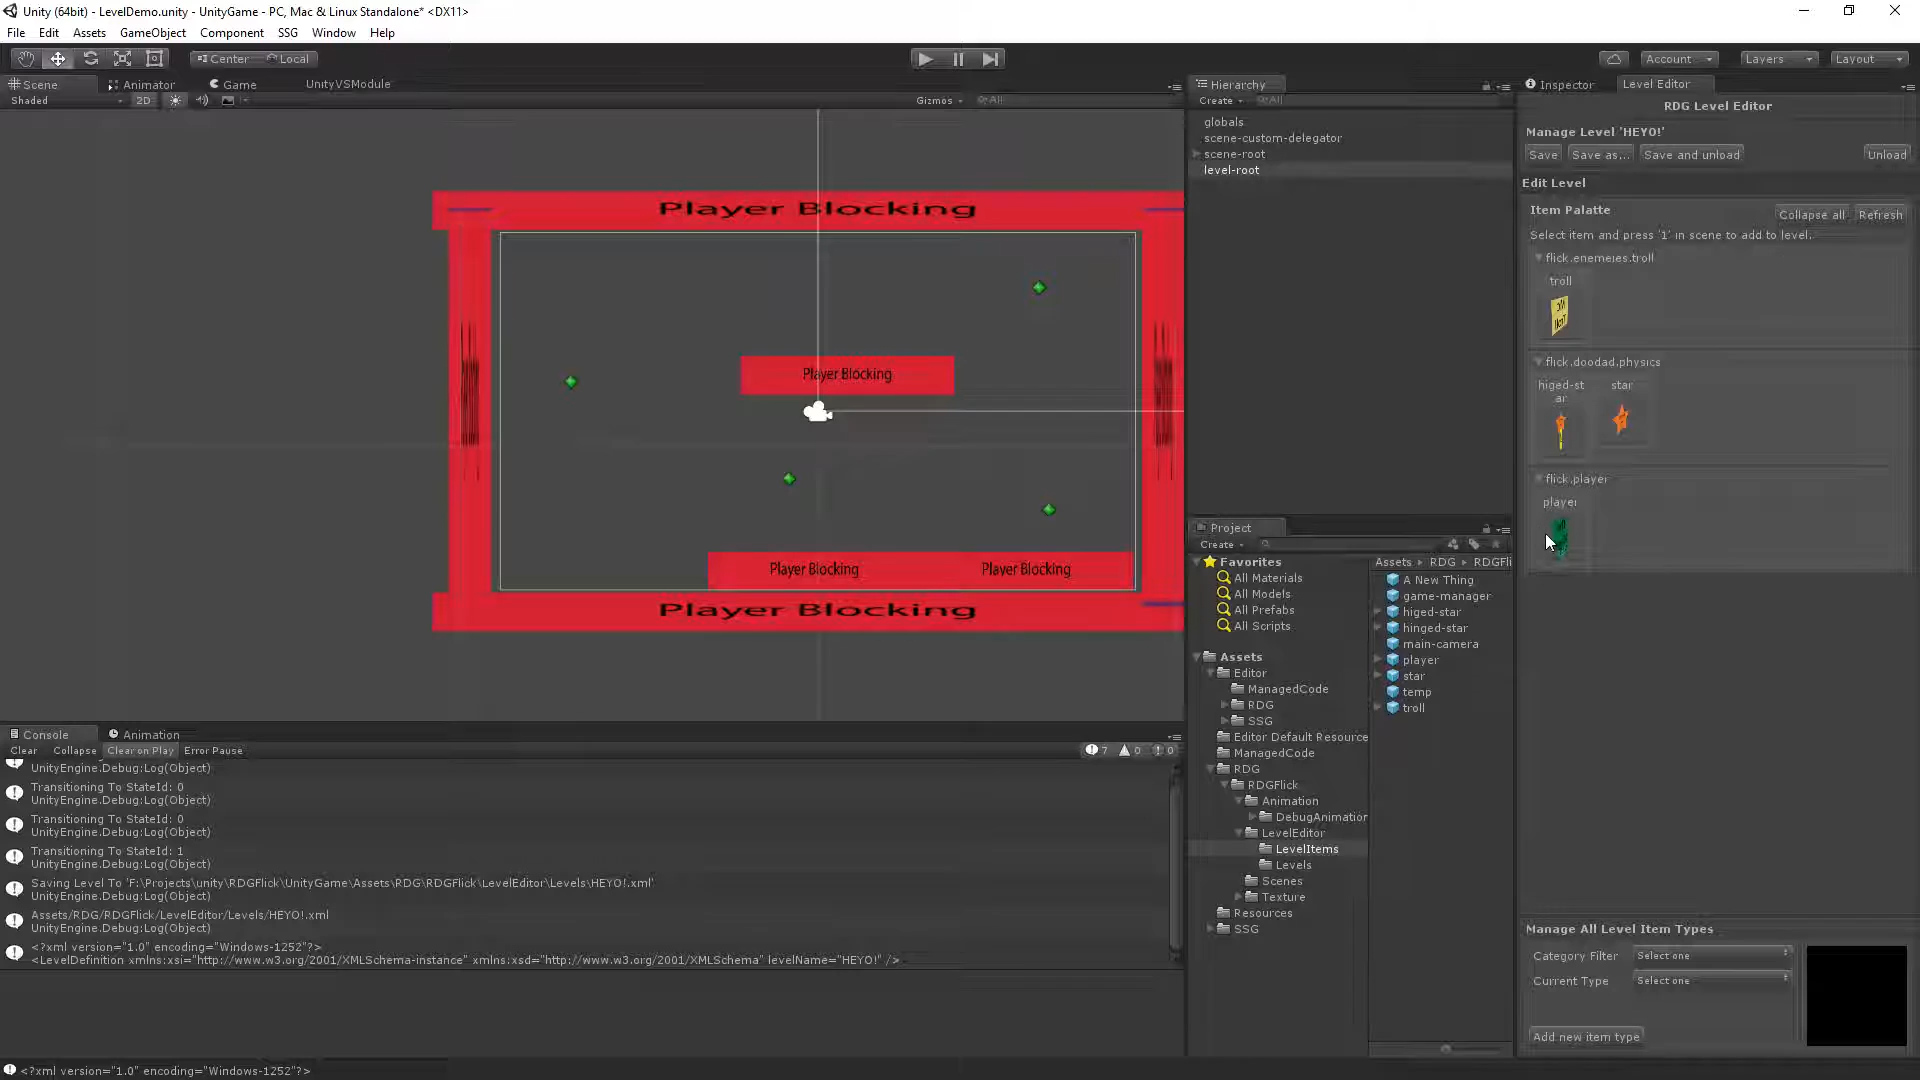 Unity (64bit) - LevelDemo.unity - UnityGame - PC, Mac & Linux Standalone* <DX11>
File Edit Assets GameObject Component SSG Window Help
Center Local
Account Layers Layout
Scene Animator Game UnityVSModule
Shaded 2D Gizmos All
Player Blocking
Player Blocking
Player Blocking Player Blocking
Player Blocking
Hierarchy
Create All
globals
scene-custom-delegator
scene-root
level-root
Inspector Level Editor
RDG Level Editor
Manage Level 'HEYO!'
Save Save as... Save and unload Unload
Edit Level
Item Palatte Collapse all Refresh
Select item and press '1' in scene to add to level.
flick.enemeies.troll
troll
flick.doodad.physics
higed-st
ar
star
flick.player
player
Project
Create
Favorites
All Materials
All Models
All Prefabs
All Scripts
Assets
Editor
ManagedCode
RDG
SSG
Editor Default Resource
ManagedCode
RDG
RDGFlick
Animation
DebugAnimation
LevelEditor
LevelItems
Levels
Scenes
Texture
Resources
SSG
Assets RDG RDGFli
A New Thing
game-manager
higed-star
hinged-star
main-camera
player
star
temp
troll
Console Animation
Clear Collapse Clear on Play Error Pause 7 0 0
UnityEngine.Debug:Log(Object)
Transitioning To StateId: 0
UnityEngine.Debug:Log(Object)
Transitioning To StateId: 0
UnityEngine.Debug:Log(Object)
Transitioning To StateId: 1
UnityEngine.Debug:Log(Object)
Saving Level To 'F:\Projects\unity\RDGFlick\UnityGame\Assets\RDG\RDGFlick\LevelEditor\Levels\HEYO!.xml'
UnityEngine.Debug:Log(Object)
Assets/RDG/RDGFlick/LevelEditor/Levels/HEYO!.xml
UnityEngine.Debug:Log(Object)
<?xml version="1.0" encoding="Windows-1252"?>
<LevelDefinition xmlns:xsi="http://www.w3.org/2001/XMLSchema-instance" xmlns:xsd="http://www.w3.org/2001/XMLSchema" levelName="HEYO!" />
Manage All Level Item Types
Category Filter Select one
Current Type Select one
Add new item type
<?xml version="1.0" encoding="Windows-1252"?>